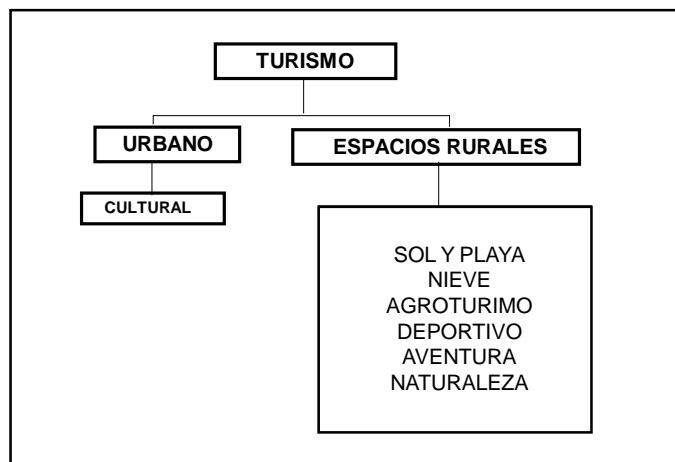 TURISMO
URBANO
ESPACIOS RURALES
CULTURAL
SOL Y PLAYA
NIEVE
AGROTURIMO
DEPORTIVO
AVENTURA
NATURALEZA